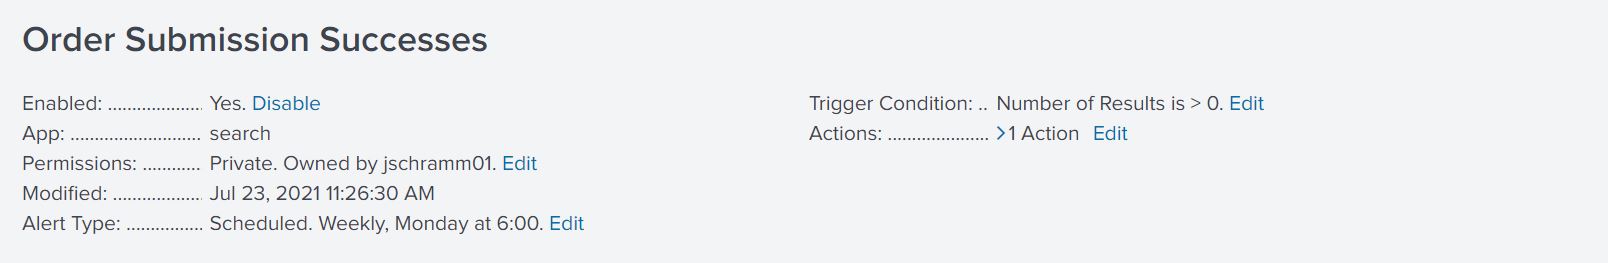 Order Submission Successes
Enabled: .................... Yes. Disable
App: ........................... search
Permissions: ............ Private. Owned by jschramm01. Edit
Modified: ................... Jul 23, 2021 11:26:30 AM
Alert Type: ................ Scheduled. Weekly, Monday at 6:00. Edit
Trigger Condition: .. Number of Results is > 0. Edit
Actions: ..................... >1 Action Edit